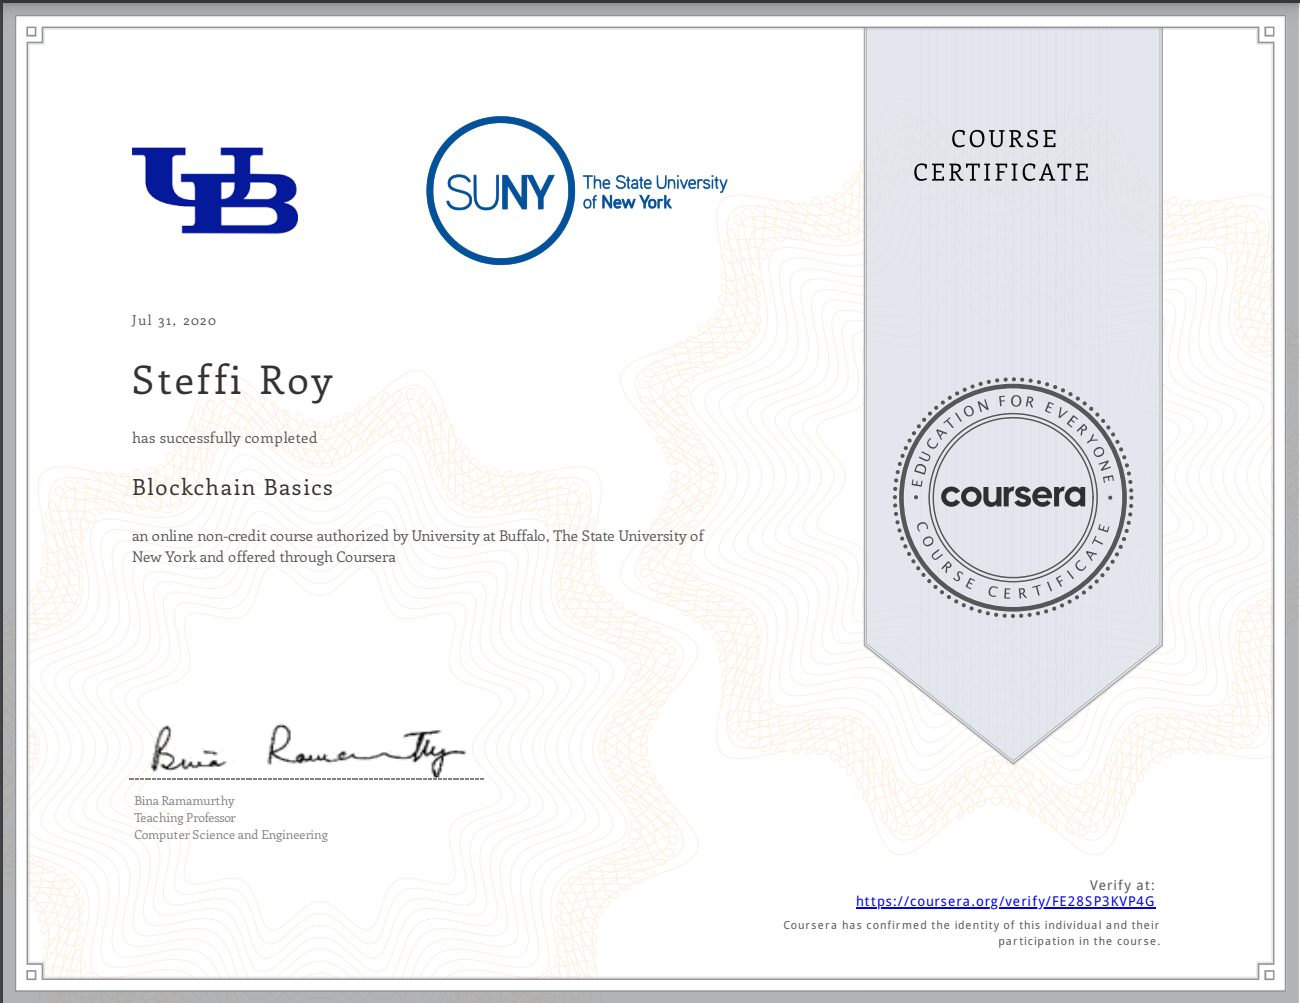 UB
SUNY
The State University
of New York
COURSE
CERTIFICATE
Jul 31, 2020
Steffi Roy
has successfully completed
Blockchain Basics
an online non-credit course authorized by University at Buffalo, The State University of
New York and offered through Coursera
EDUCATION FOR EVERYONE
coursera
COURSE CERTIFICATE
Bina Ramamurthy
Bina Ramamurthy
Teaching Professor
Computer Science and Engineering
Verify at:
https://coursera.org/verify/FE28SP3KVP4G
Coursera has confirmed the identity of this individual and their
participation in the course.